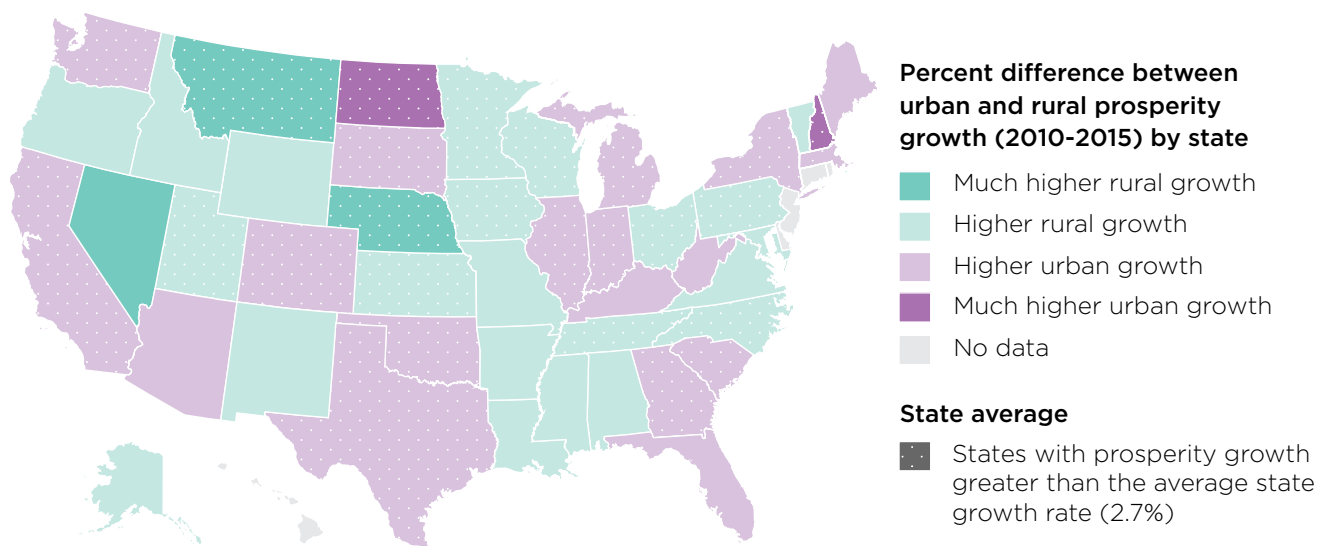 Percent difference between
urban and rural prosperity
growth (2010-2015) by state
Much higher rural growth
Higher rural growth
Higher urban growth
Much higher urban growth
No data
State average
States with prosperity growth
greater than the average state
growth rate (2.7%)